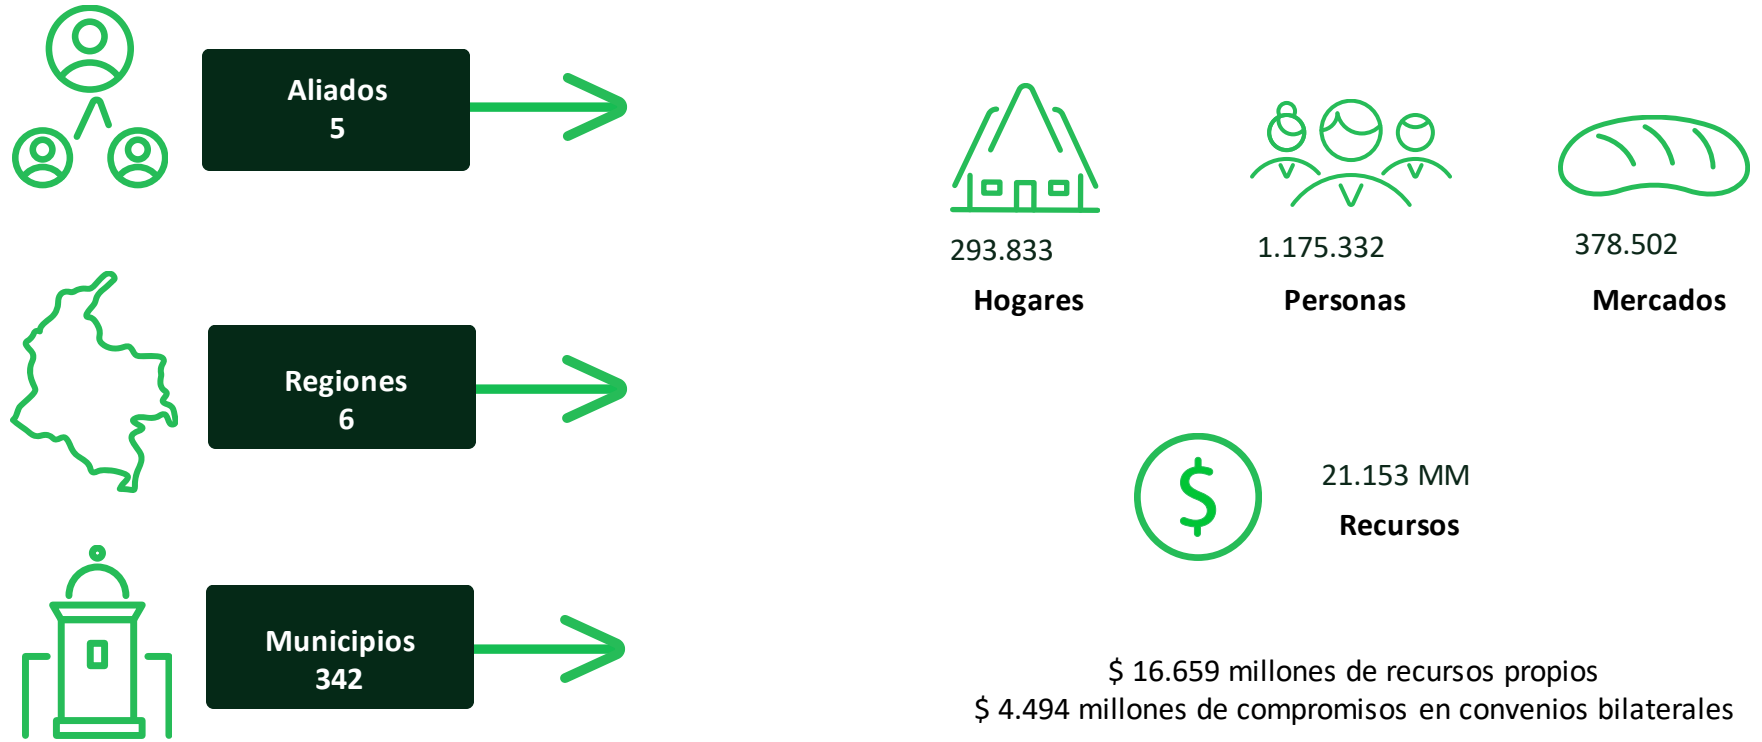 Aliados
5
Regiones
6
Municipios
342
293.833
Hogares
1.175.332
Personas
378.502
Mercados
$
21.153 MM
Recursos
$ 16.659 millones de recursos propios
$ 4.494 millones de compromisos en convenios bilaterales